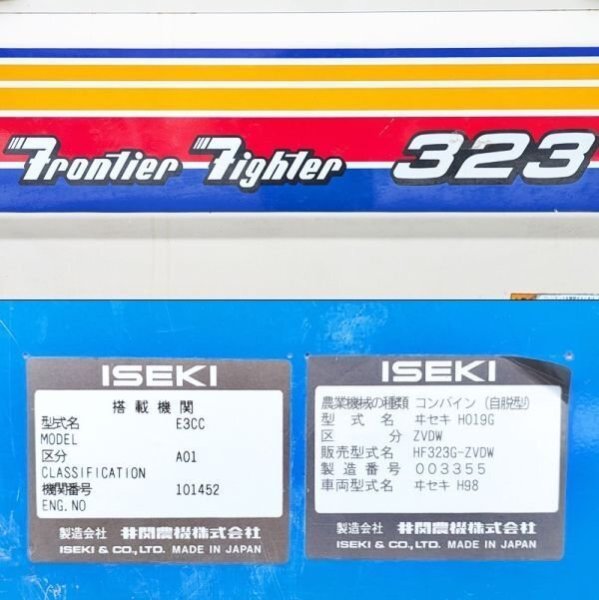 Frontier Fighter 323
ISEKI
搭載機関
型式名 E3CC
MODEL
区分 A01
CLASSIFICATION
機関番号 101452
ENG.NO
製造会社 井関農機株式会社
ISEKI & CO., LTD. MADE IN JAPAN
ISEKI
農業機械の種類 コンバイン (自脱型)
型式名 ヰセキ HO19G
区分 ZVDW
販売型式名 HF323G-ZVDW
製造番号 003355
車両型式名 ヰセキ H98
製造会社 井関農機株式会社
ISEKI & CO., LTD. MADE IN JAPAN